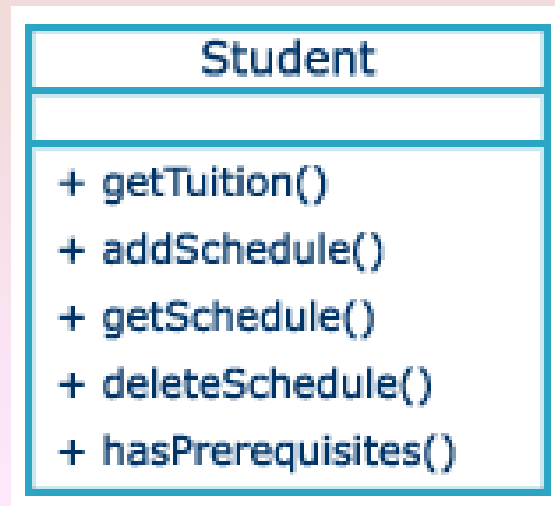 Student
+ getTuition()
+ addSchedule()
+ getSchedule()
+ deleteSchedule()
+ hasPrerequisites()